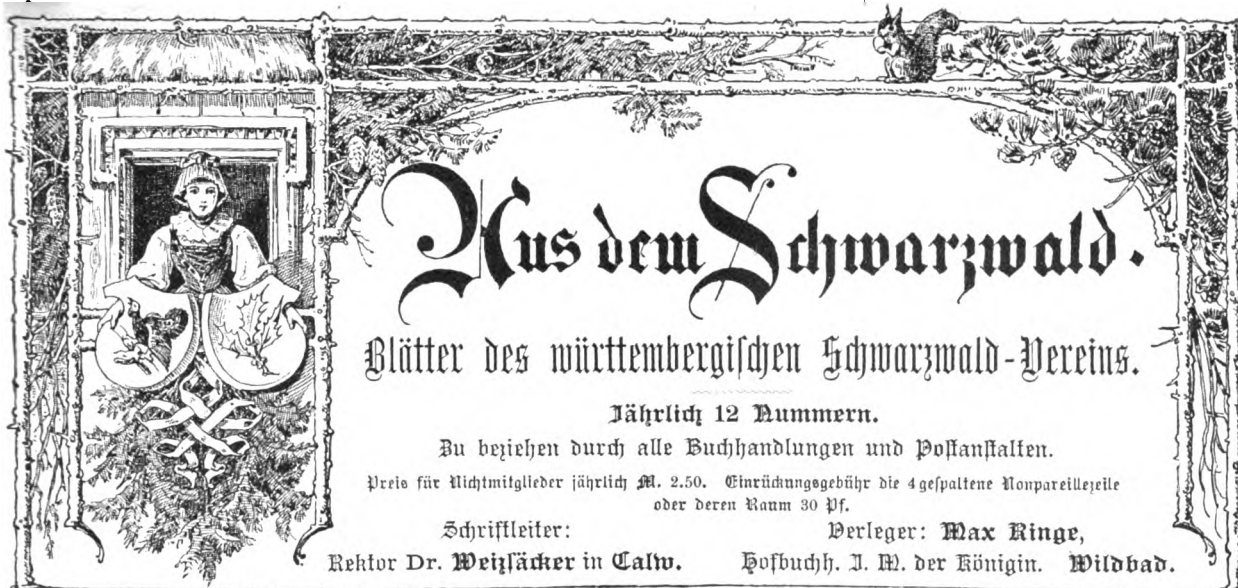 Aus dem Schwarzwald.
Blätter des württembergischen Schwarzwald-Vereins.
Jährlich 12 Nummern.
Zu beziehen durch alle Buchhandlungen und Postanstalten.
Preis für Nichtmitglieder jährlich M. 2.50. Einrückungsgebühr die 4gespaltene Nonpareillezeile
oder deren Raum 30 Pf.
Schriftleiter:
Rektor Dr. Weizsäcker in Calw.
Verleger: Max Ringe,
Hofbuchh. I. M. der Königin. Wildbad.